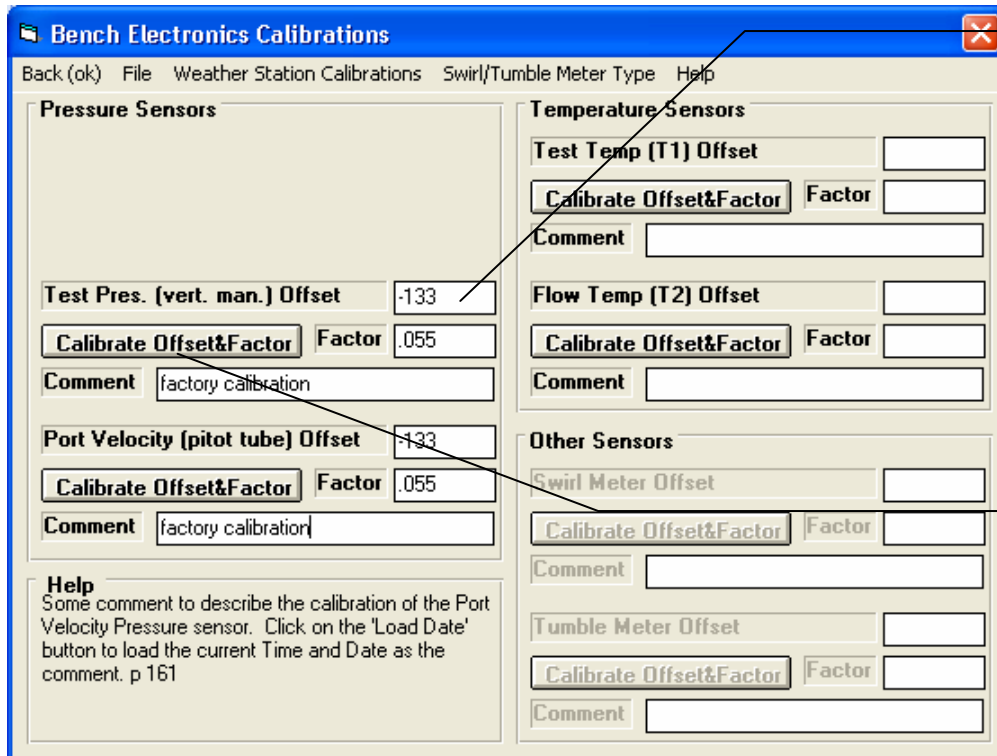 Bench Electronics Calibrations
Back (ok) File Weather Station Calibrations Swirl/Tumble Meter Type Help
Pressure Sensors
Test Pres. (vert. man.) Offset -133
Calibrate Offset&Factor Factor .055
Comment factory calibration
Port Velocity (pitot tube) Offset -133
Calibrate Offset&Factor Factor .055
Comment factory calibration
Help
Some comment to describe the calibration of the Port
Velocity Pressure sensor. Click on the 'Load Date'
button to load the current Time and Date as the
comment. p 161
Temperature Sensors
Test Temp (T1) Offset
Calibrate Offset&Factor Factor
Comment
Flow Temp (T2) Offset
Calibrate Offset&Factor Factor
Comment
Other Sensors
Swirl Meter Offset
Calibrate Offset&Factor Factor
Comment
Tumble Meter Offset
Calibrate Offset&Factor Factor
Comment